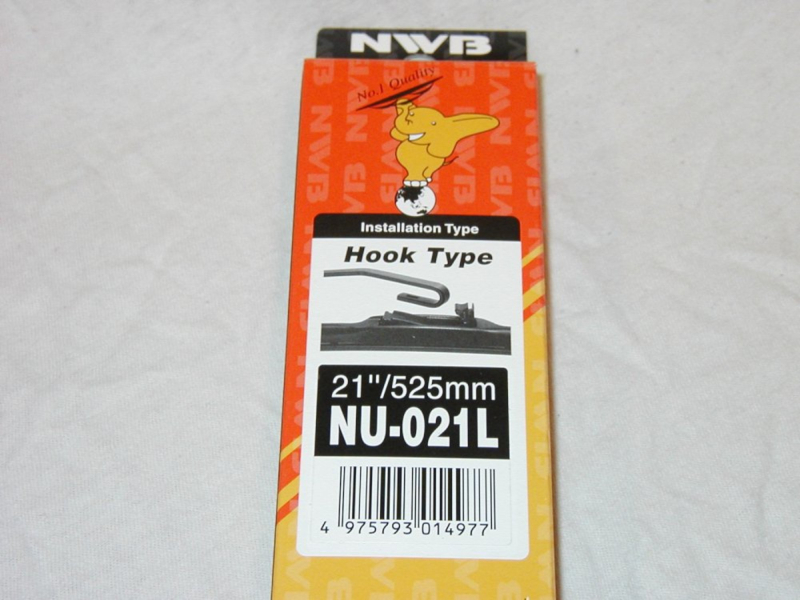 NWB
No.1 Quality
Installation Type
Hook Type
21"/525mm
NU-021L
4 975793 014977